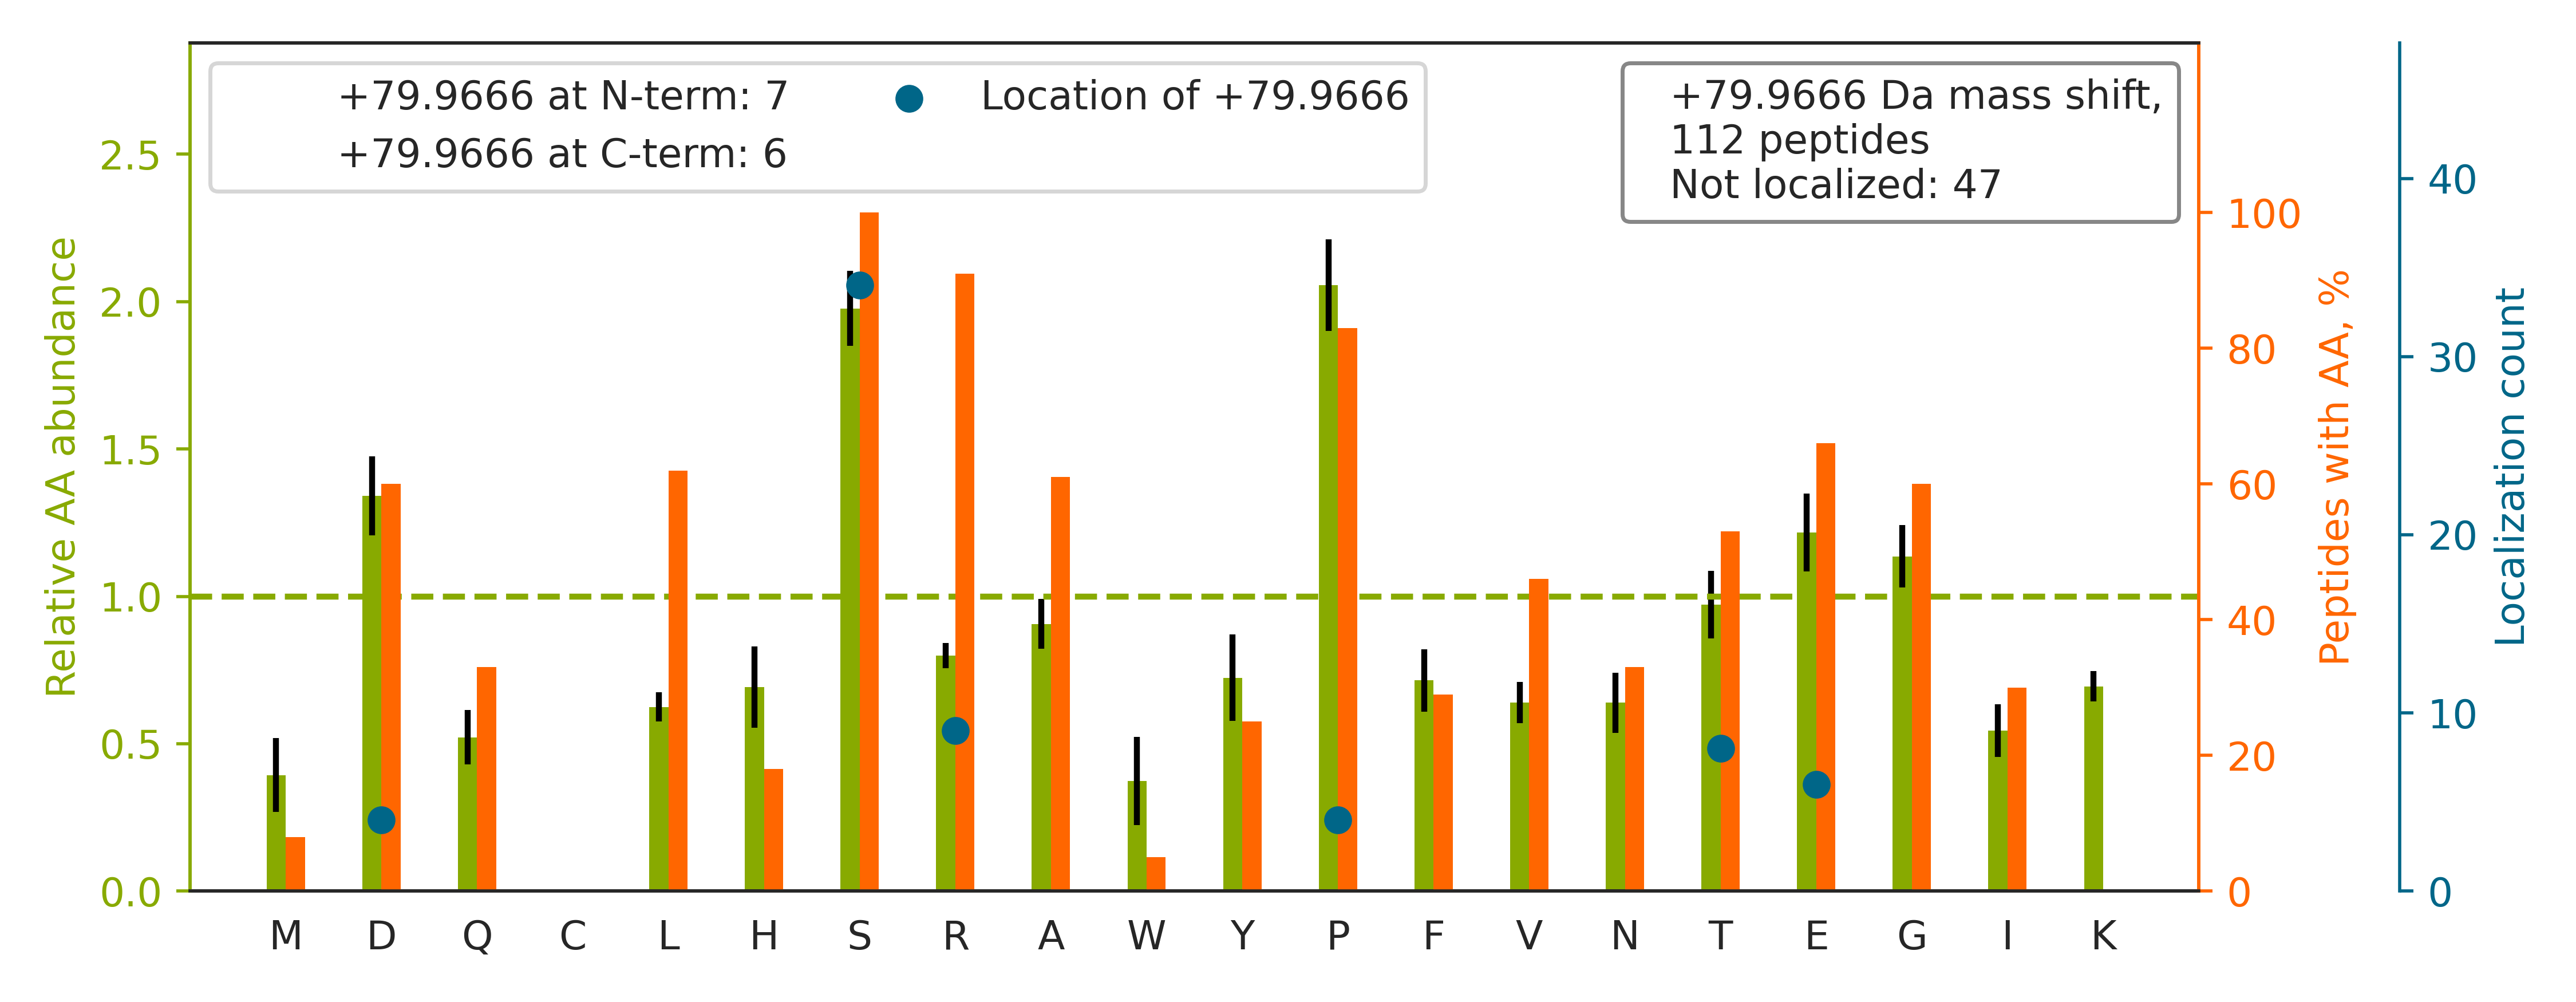 +79.9666 at N-term: 7
+79.9666 at C-term: 6
Location of +79.9666
+79.9666 Da mass shift,
112 peptides
Not localized: 47
Relative AA abundance
2.5
2.0
1.5
1.0
0.5
0.0
100
80
60
40
20
0
Peptides with AA, %
40
30
20
10
0
Localization count
M D Q C L H S R A W Y P F V N T E G I K